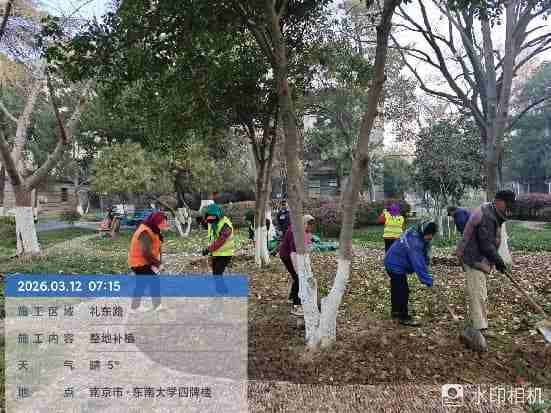 2026.03.12 07:15
施工区域 礼东路
施工内容 整地补植
天气 晴 5°
地点 南京市·东南大学四牌楼
水印相机